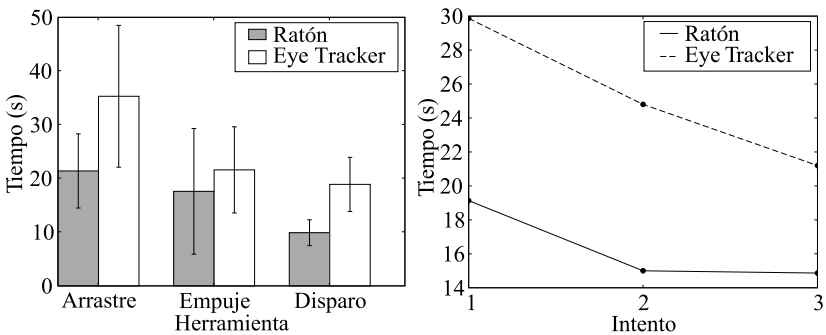 50
40
30
20
10
0
Tiempo (s)
Ratón
Eye Tracker
Arrastre Empuje Disparo
Herramienta
30
28
26
24
22
20
18
16
14
Tiempo (s)
Ratón
Eye Tracker
1 2 3
Intento